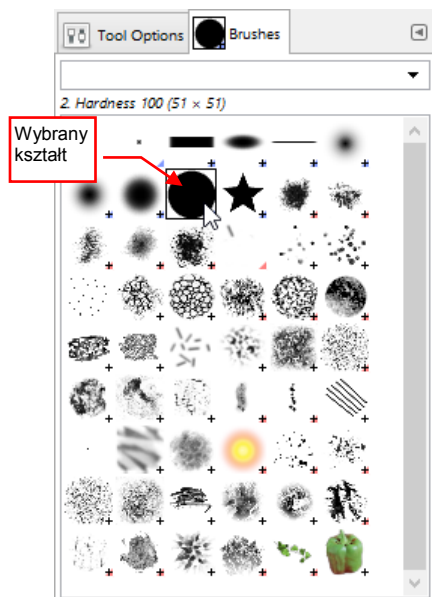 Tool Options Brushes
2. Hardness 100 (51 × 51)
Wybrany
kształt